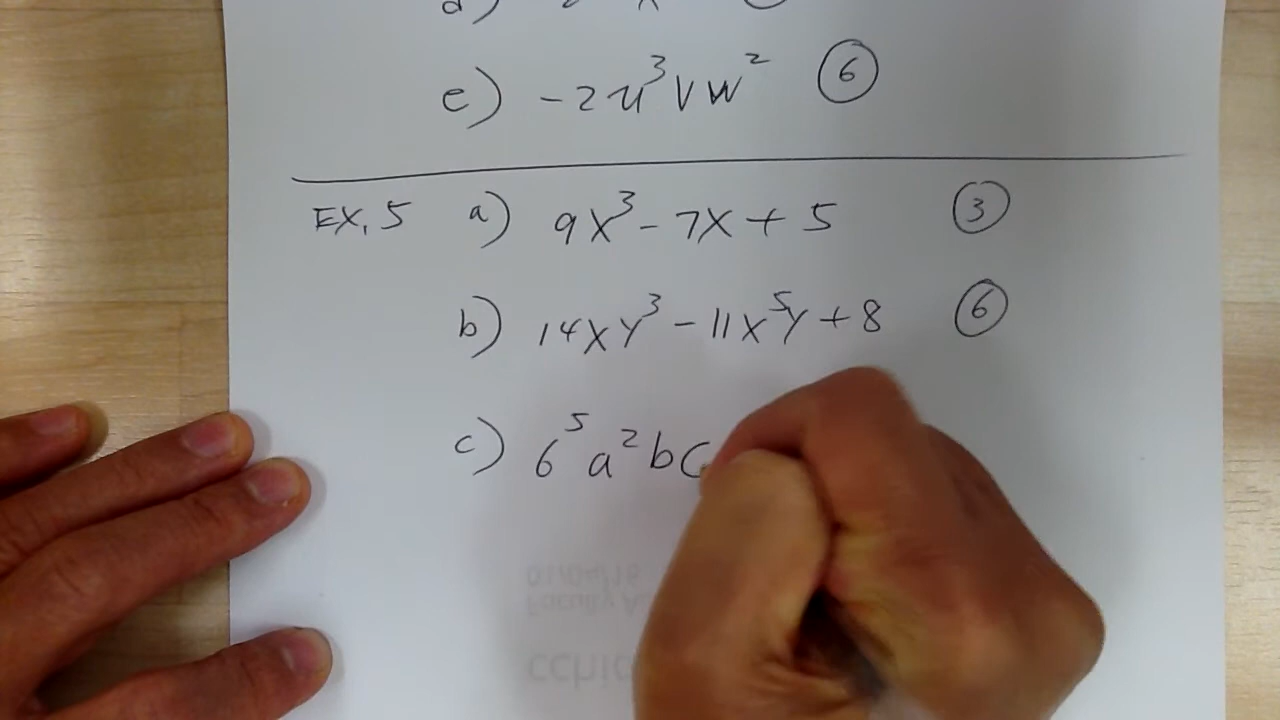 d)
e) -2u³vw² ⑥
EX. 5 a) 9x³ - 7x + 5 ③
b) 14xy³ - 11x⁵y + 8 ⑥
c) 6⁵a²bc